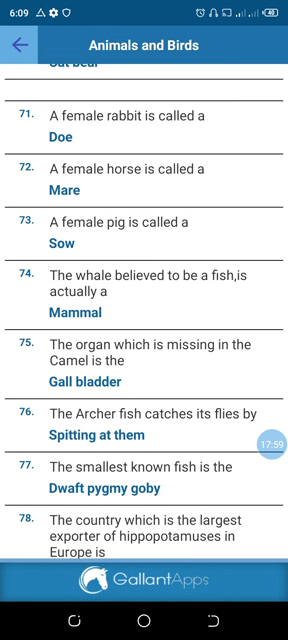 6:09
40
Animals and Birds
Sat bear
71. A female rabbit is called a
Doe
72. A female horse is called a
Mare
73. A female pig is called a
Sow
74. The whale believed to be a fish,is
actually a
Mammal
75. The organ which is missing in the
Camel is the
Gall bladder
76. The Archer fish catches its flies by
Spitting at them
17:59
77. The smallest known fish is the
Dwaft pygmy goby
78. The country which is the largest
exporter of hippopotamuses in
Europe is
GallantApps